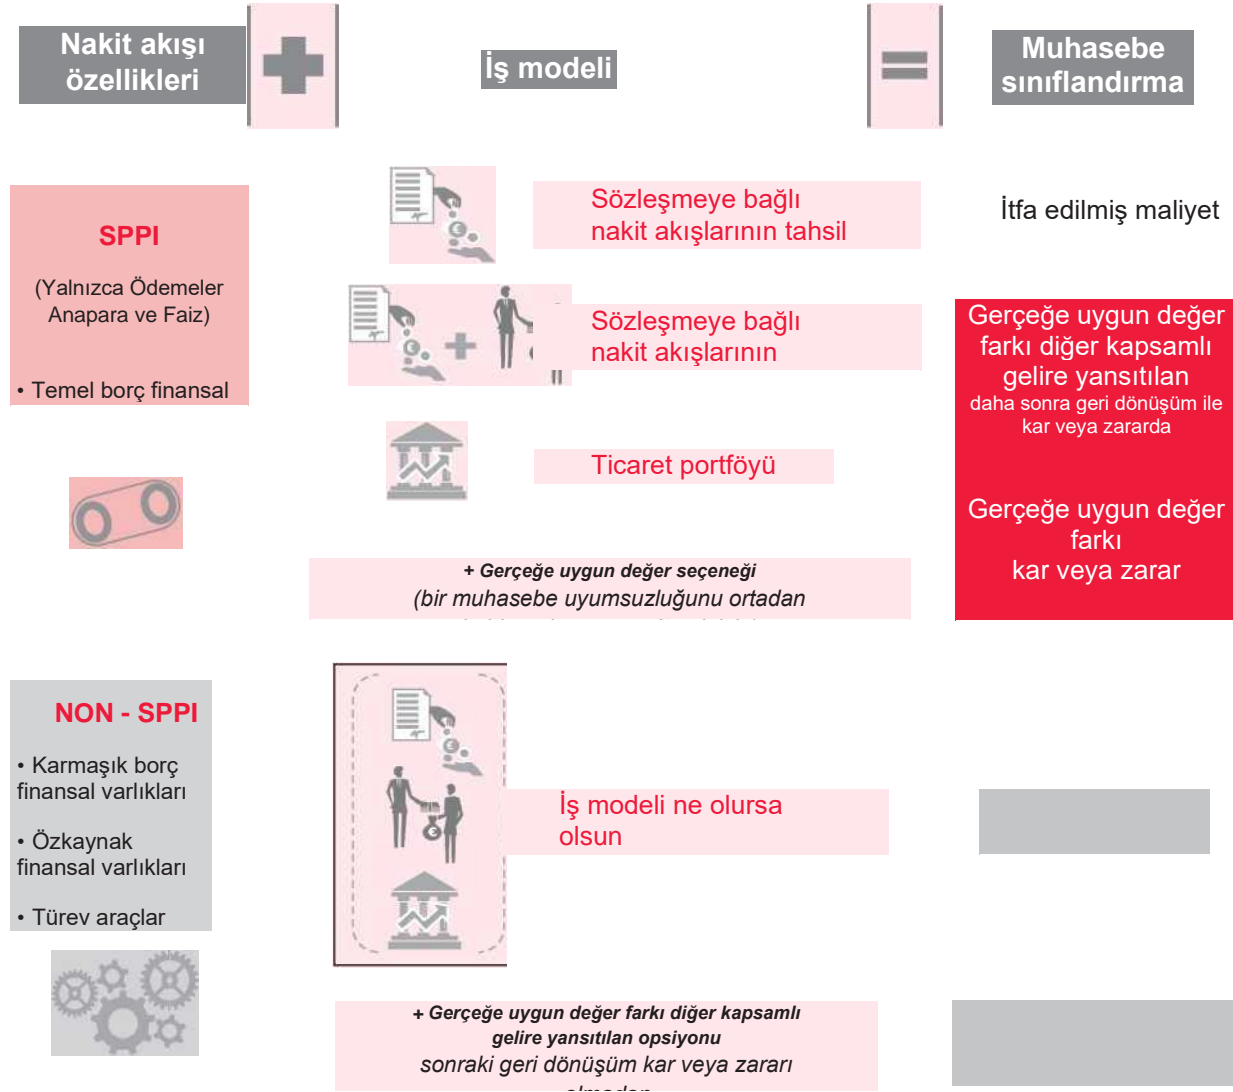 Nakit akışı
özellikleri
İş modeli
Muhasebe
sınıflandırma
SPPI
(Yalnızca Ödemeler
Anapara ve Faiz)
• Temel borç finansal
Sözleşmeye bağlı
nakit akışlarının tahsil
İtfa edilmiş maliyet
Sözleşmeye bağlı
nakit akışlarının
Gerçeğe uygun değer
farkı diğer kapsamlı
gelire yansıtılan
daha sonra geri dönüşüm ile
kar veya zararda
Ticaret portföyü
Gerçeğe uygun değer
farkı
kar veya zarar
+ Gerçeğe uygun değer seçeneği
(bir muhasebe uyumsuzluğunu ortadan
NON - SPPI
• Karmaşık borç
finansal varlıkları
• Özkaynak
finansal varlıkları
• Türev araçlar
İş modeli ne olursa
olsun
+ Gerçeğe uygun değer farkı diğer kapsamlı
gelire yansıtılan opsiyonu
sonraki geri dönüşüm kar veya zararı
olmadan